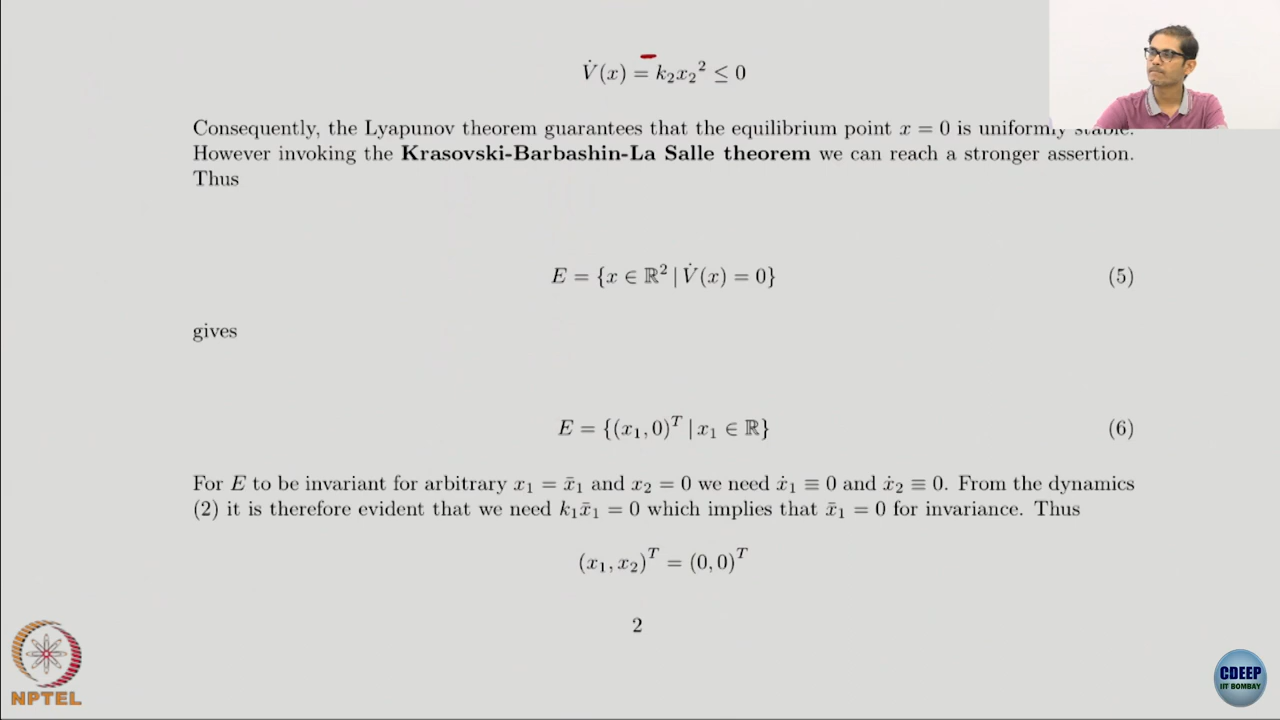 V̇(x) = k₂x₂² ≤ 0
Consequently, the Lyapunov theorem guarantees that the equilibrium point x = 0 is uniformly stable.
However invoking the Krasovski-Barbashin-La Salle theorem we can reach a stronger assertion.
Thus
E = {x ∈ ℝ² | V̇(x) = 0} (5)
gives
E = {(x₁, 0)ᵀ | x₁ ∈ ℝ} (6)
For E to be invariant for arbitrary x₁ = x̄₁ and x₂ = 0 we need ẋ₁ ≡ 0 and ẋ₂ ≡ 0. From the dynamics
(2) it is therefore evident that we need k₁x̄₁ = 0 which implies that x̄₁ = 0 for invariance. Thus
(x₁, x₂)ᵀ = (0, 0)ᵀ
2
NPTEL
CDEEP
IIT BOMBAY